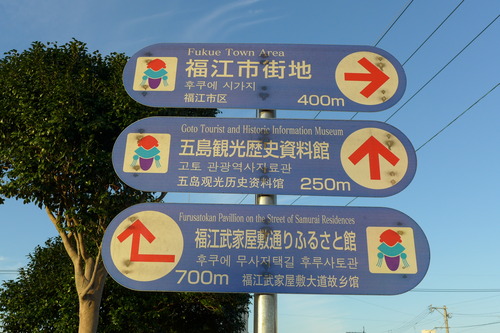 Fukue Town Area
福江市街地
후쿠에 시가지
福江市区
400m
Goto Tourist and Historic Information Museum
五島観光歴史資料館
고토 관광역사자료관
五岛观光历史资料馆
250m
Furusatokan Pavillion on the Street of Samurai Residences
福江武家屋敷通りふるさと館
후쿠에 무사저택길 후루사토관
700m
福江武家屋敷大道故乡馆